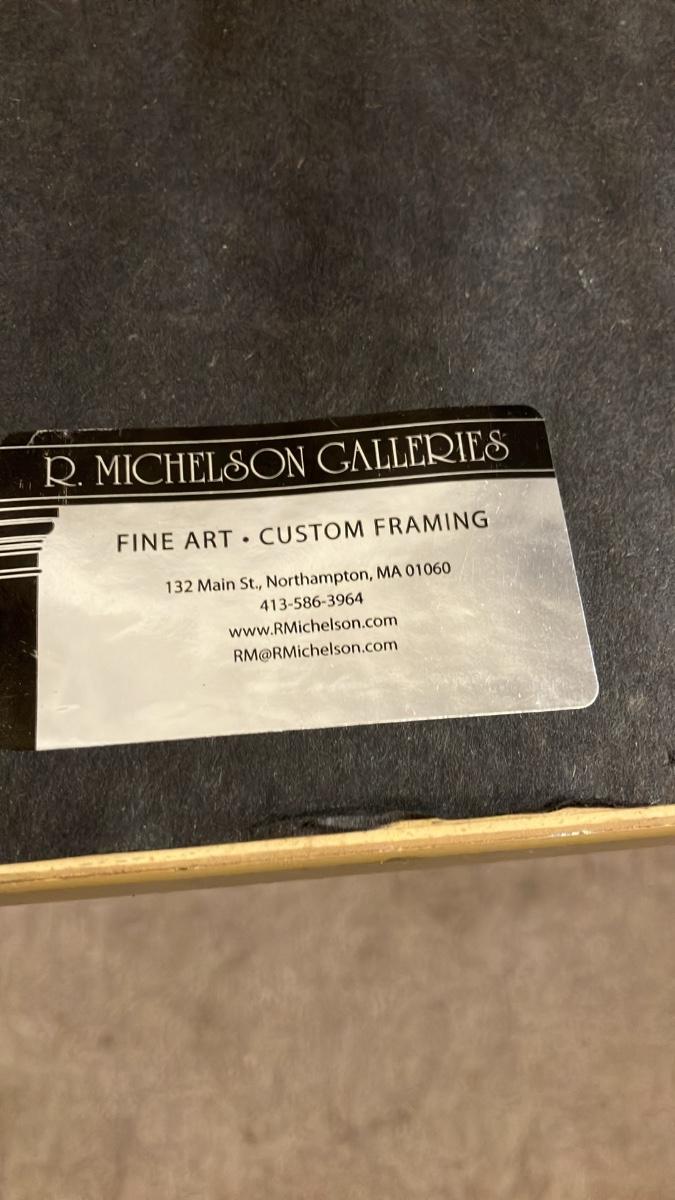 R. MICHELSON GALLERIES
FINE ART • CUSTOM FRAMING
132 Main St., Northampton, MA 01060
413-586-3964
www.RMichelson.com
RM@RMichelson.com